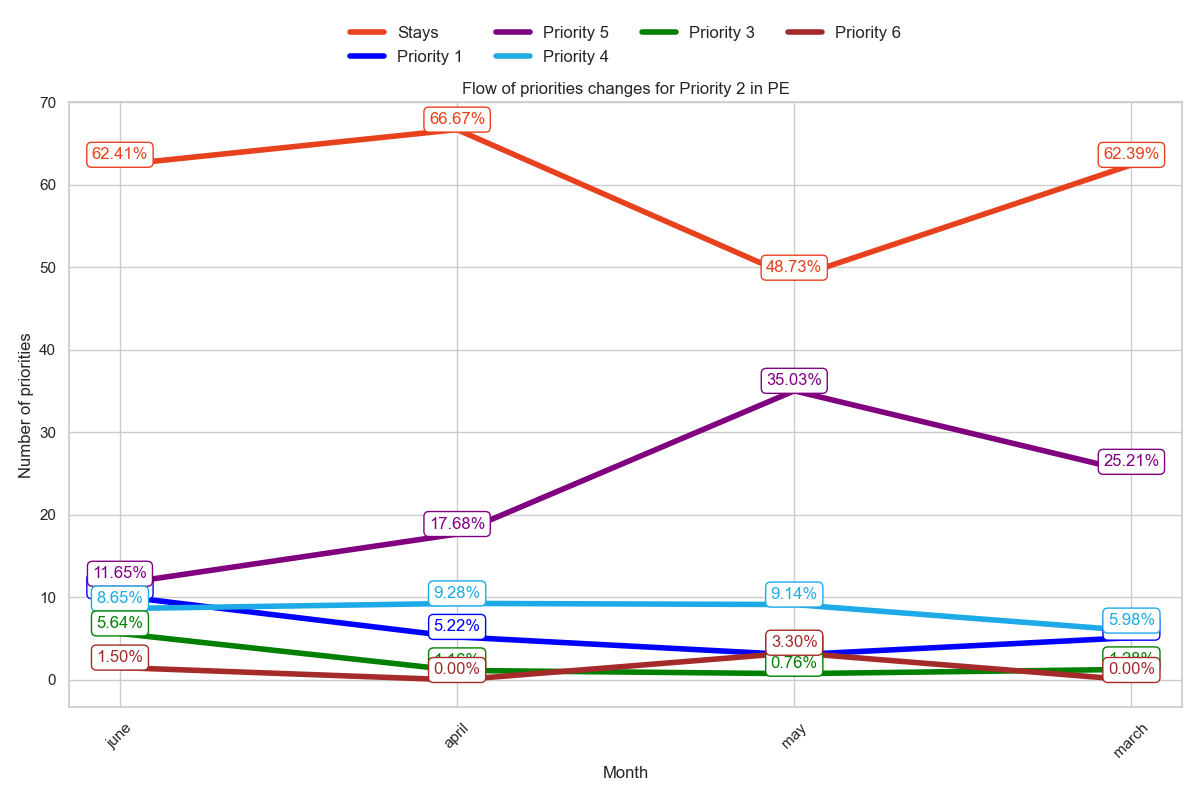 Stays
Priority 5
Priority 3
Priority 6
Priority 1
Priority 4
Flow of priorities changes for Priority 2 in PE
70
60
50
40
30
20
10
0
Number of priorities
62.41%
66.67%
48.73%
62.39%
11.65%
17.68%
35.03%
25.21%
8.65%
9.28%
9.14%
5.98%
5.22%
5.64%
0.76%
1.50%
0.00%
3.30%
0.00%
june
april
may
march
Month